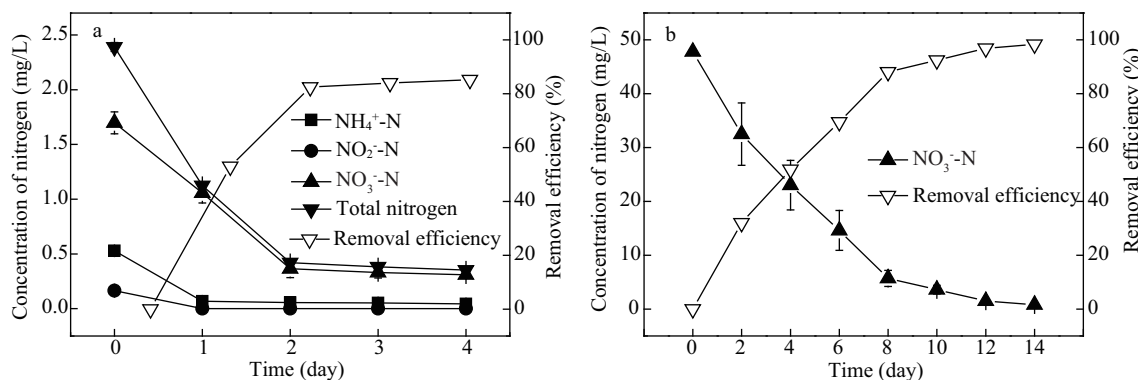 a
Concentration of nitrogen (mg/L)
2.5
2.0
1.5
1.0
0.5
0.0
100
80
60
40
20
0
Removal efficiency (%)
NH₄⁺-N
NO₂⁻-N
NO₃⁻-N
Total nitrogen
Removal efficiency
0 1 2 3 4
Time (day)
b
Concentration of nitrogen (mg/L)
50
40
30
20
10
0
100
80
60
40
20
0
Removal efficiency (%)
NO₃⁻-N
Removal efficiency
0 2 4 6 8 10 12 14
Time (day)